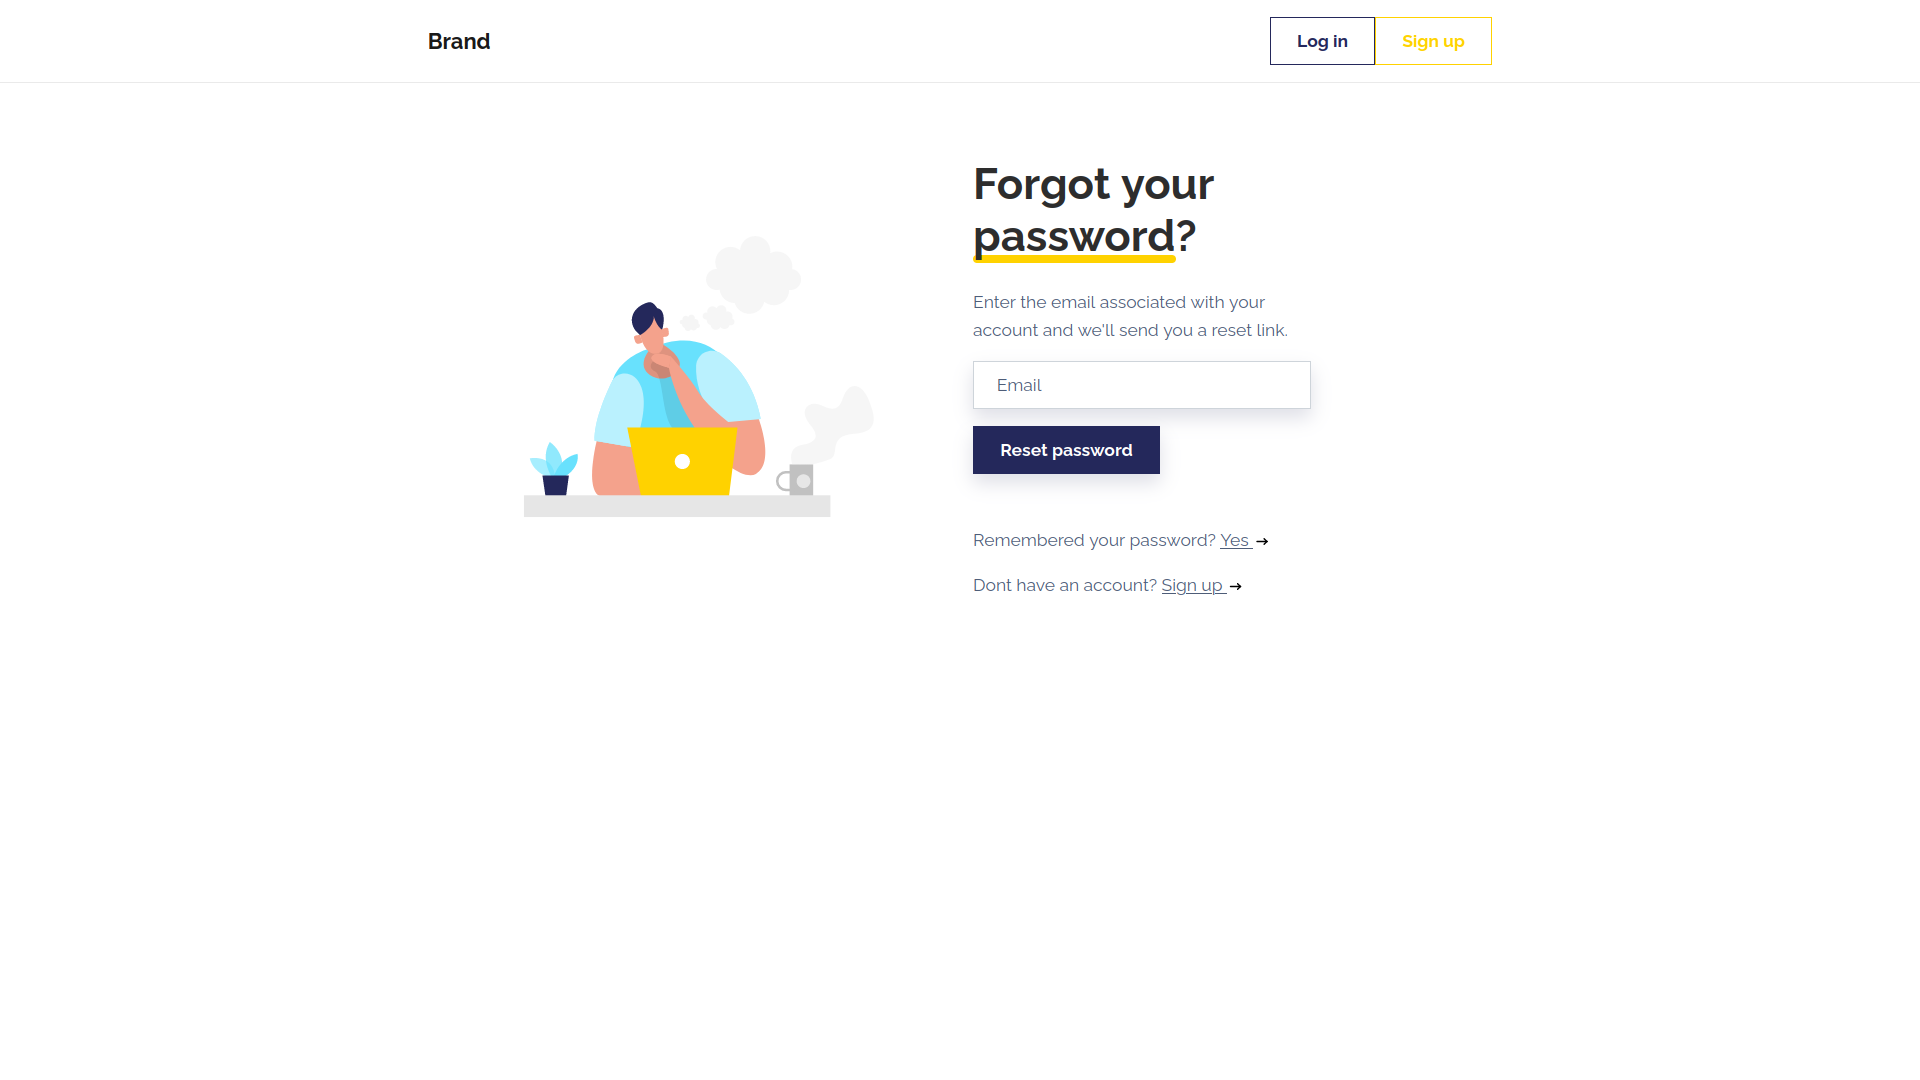 Brand
Log in
Sign up
Forgot your
password?
Enter the email associated with your
account and we'll send you a reset link.
Email
Reset password
Remembered your password? Yes →
Dont have an account? Sign up →